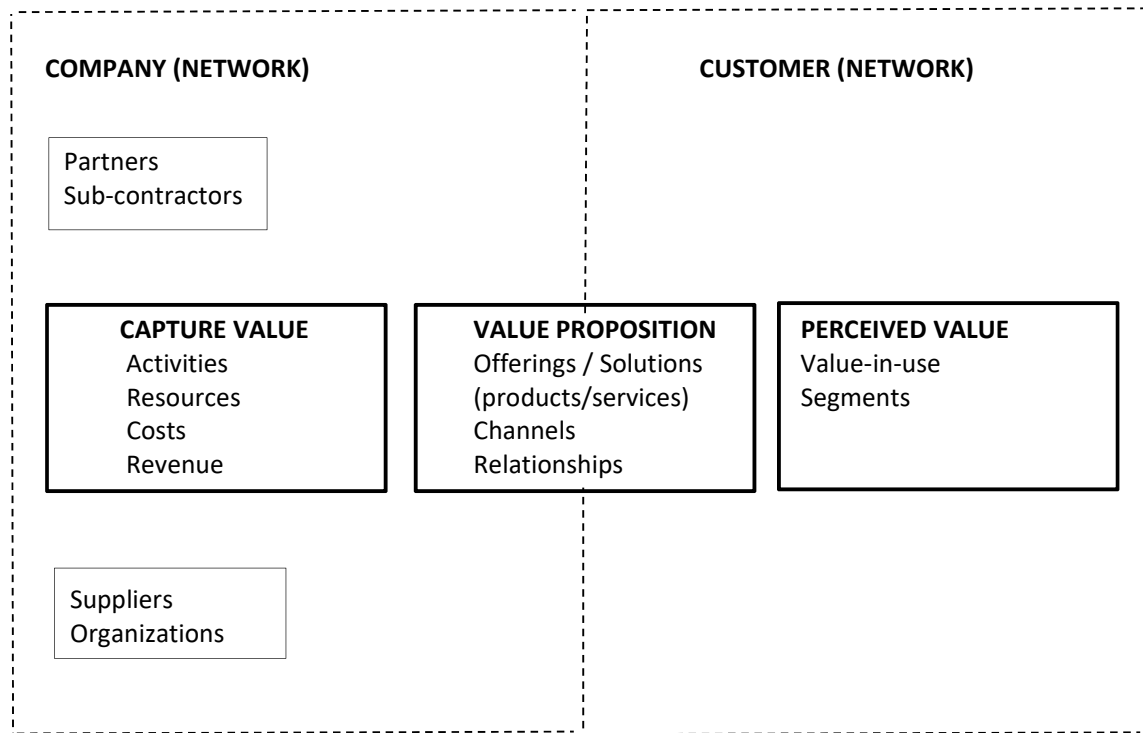 COMPANY (NETWORK)
CUSTOMER (NETWORK)
Partners
Sub-contractors
CAPTURE VALUE
Activities
Resources
Costs
Revenue
VALUE PROPOSITION
Offerings / Solutions
(products/services)
Channels
Relationships
PERCEIVED VALUE
Value-in-use
Segments
Suppliers
Organizations